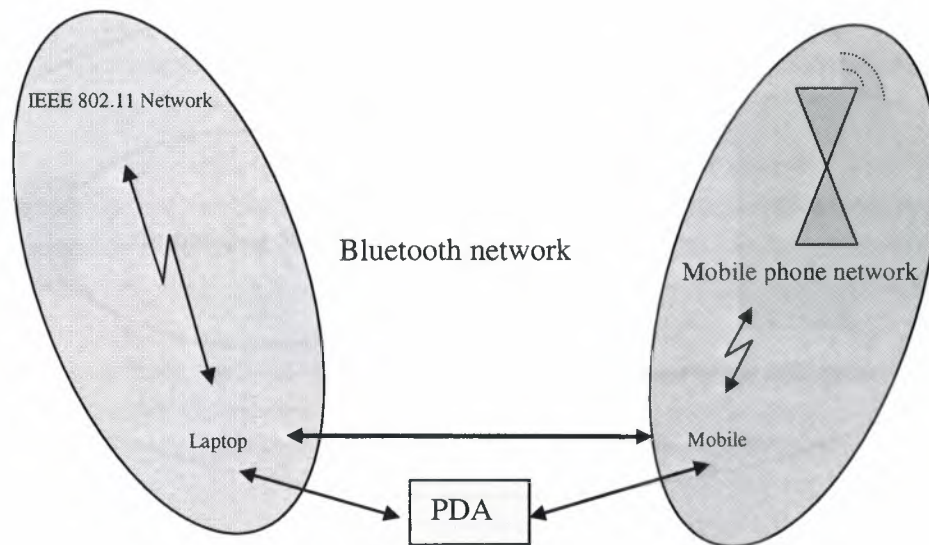 IEEE 802.11 Network
Bluetooth network
Mobile phone network
Laptop
Mobile
PDA